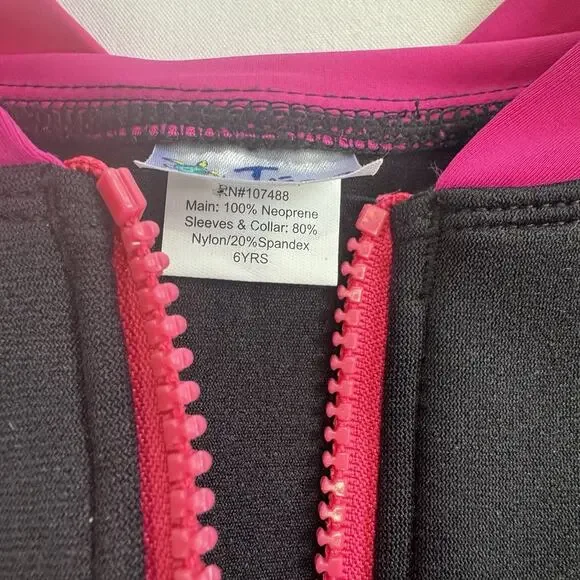 RN#107488
Main: 100% Neoprene
Sleeves & Collar: 80%
Nylon/20%Spandex
6YRS